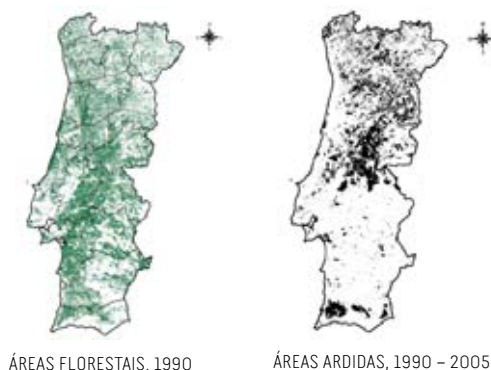 ÁREAS FLORESTAIS, 1990
ÁREAS ARDIDAS, 1990 – 2005